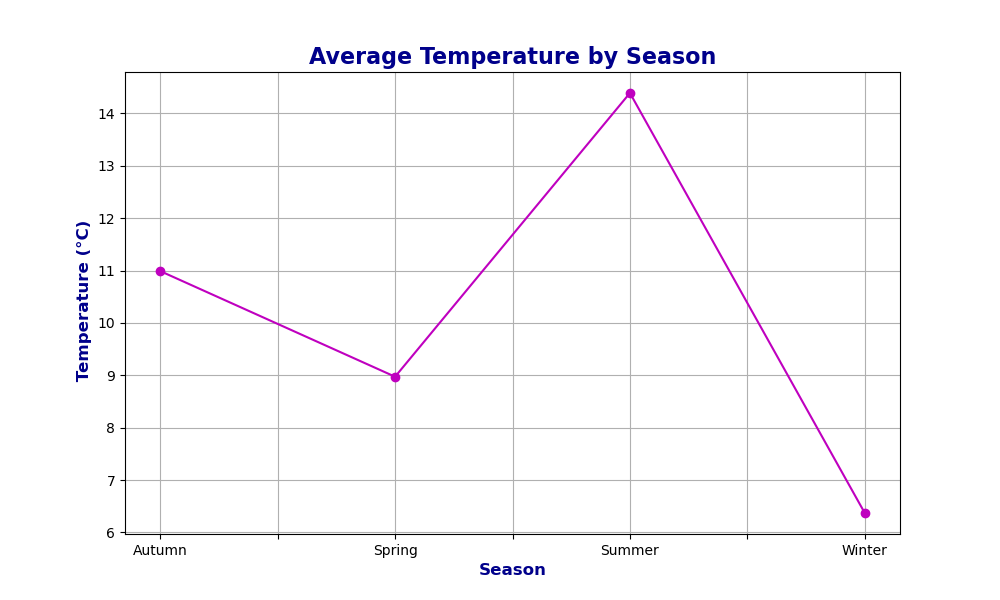 Average Temperature by Season
Temperature (°C)
14
13
12
11
10
9
8
7
6
Autumn Spring Summer Winter
Season